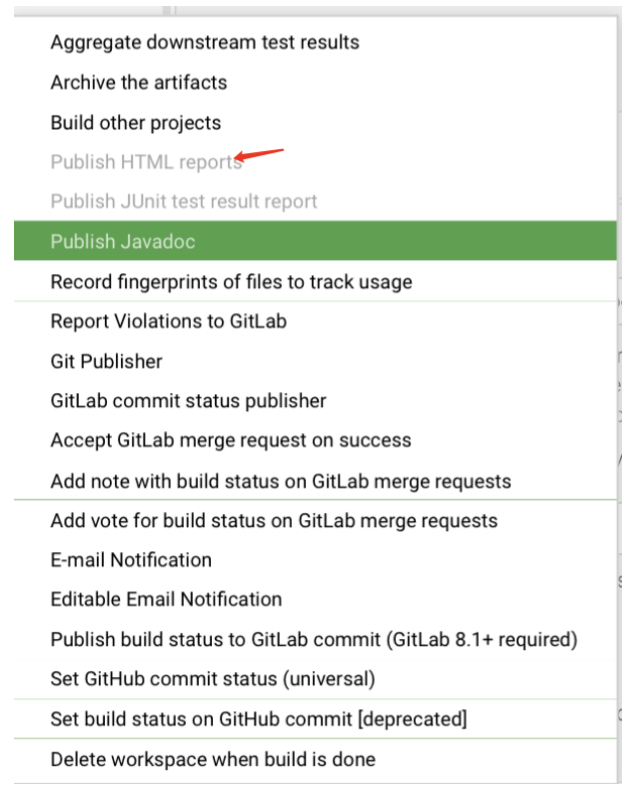 Aggregate downstream test results
Archive the artifacts
Build other projects
Publish HTML reports
Publish JUnit test result report
Publish Javadoc
Record fingerprints of files to track usage
Report Violations to GitLab
Git Publisher
GitLab commit status publisher
Accept GitLab merge request on success
Add note with build status on GitLab merge requests
Add vote for build status on GitLab merge requests
E-mail Notification
Editable Email Notification
Publish build status to GitLab commit (GitLab 8.1+ required)
Set GitHub commit status (universal)
Set build status on GitHub commit [deprecated]
Delete workspace when build is done